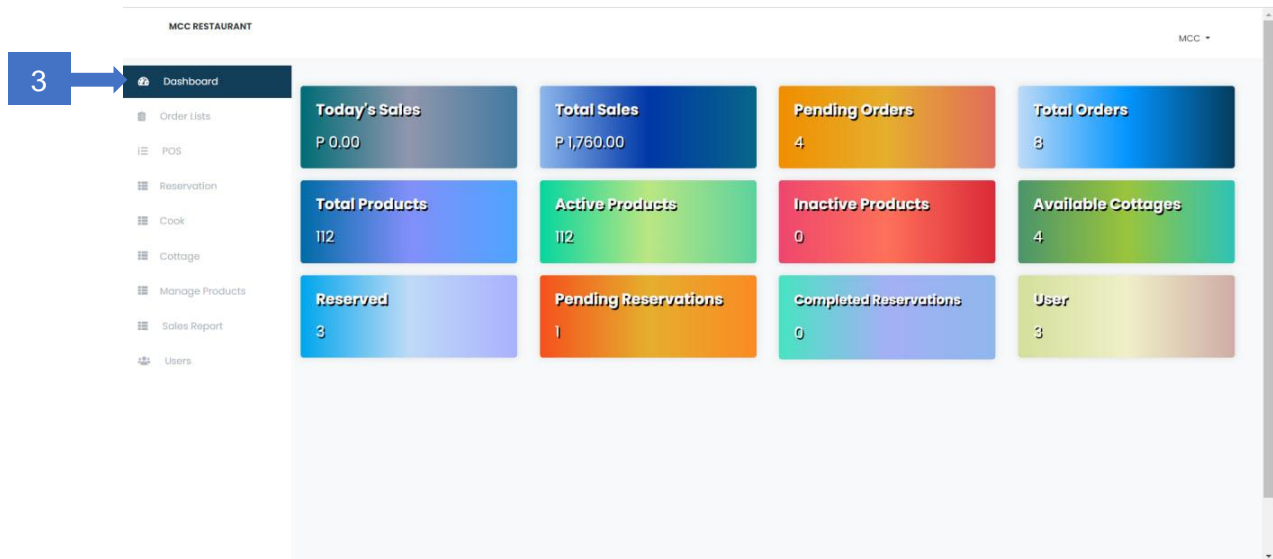 MCC RESTAURANT
MCC
3
Dashboard
Order Lists
POS
Reservation
Cook
Cottage
Manage Products
Sales Report
Users
Today's Sales
P 0.00
Total Sales
P 1,760.00
Pending Orders
4
Total Orders
8
Total Products
112
Active Products
112
Inactive Products
0
Available Cottages
4
Reserved
3
Pending Reservations
1
Completed Reservations
0
User
3